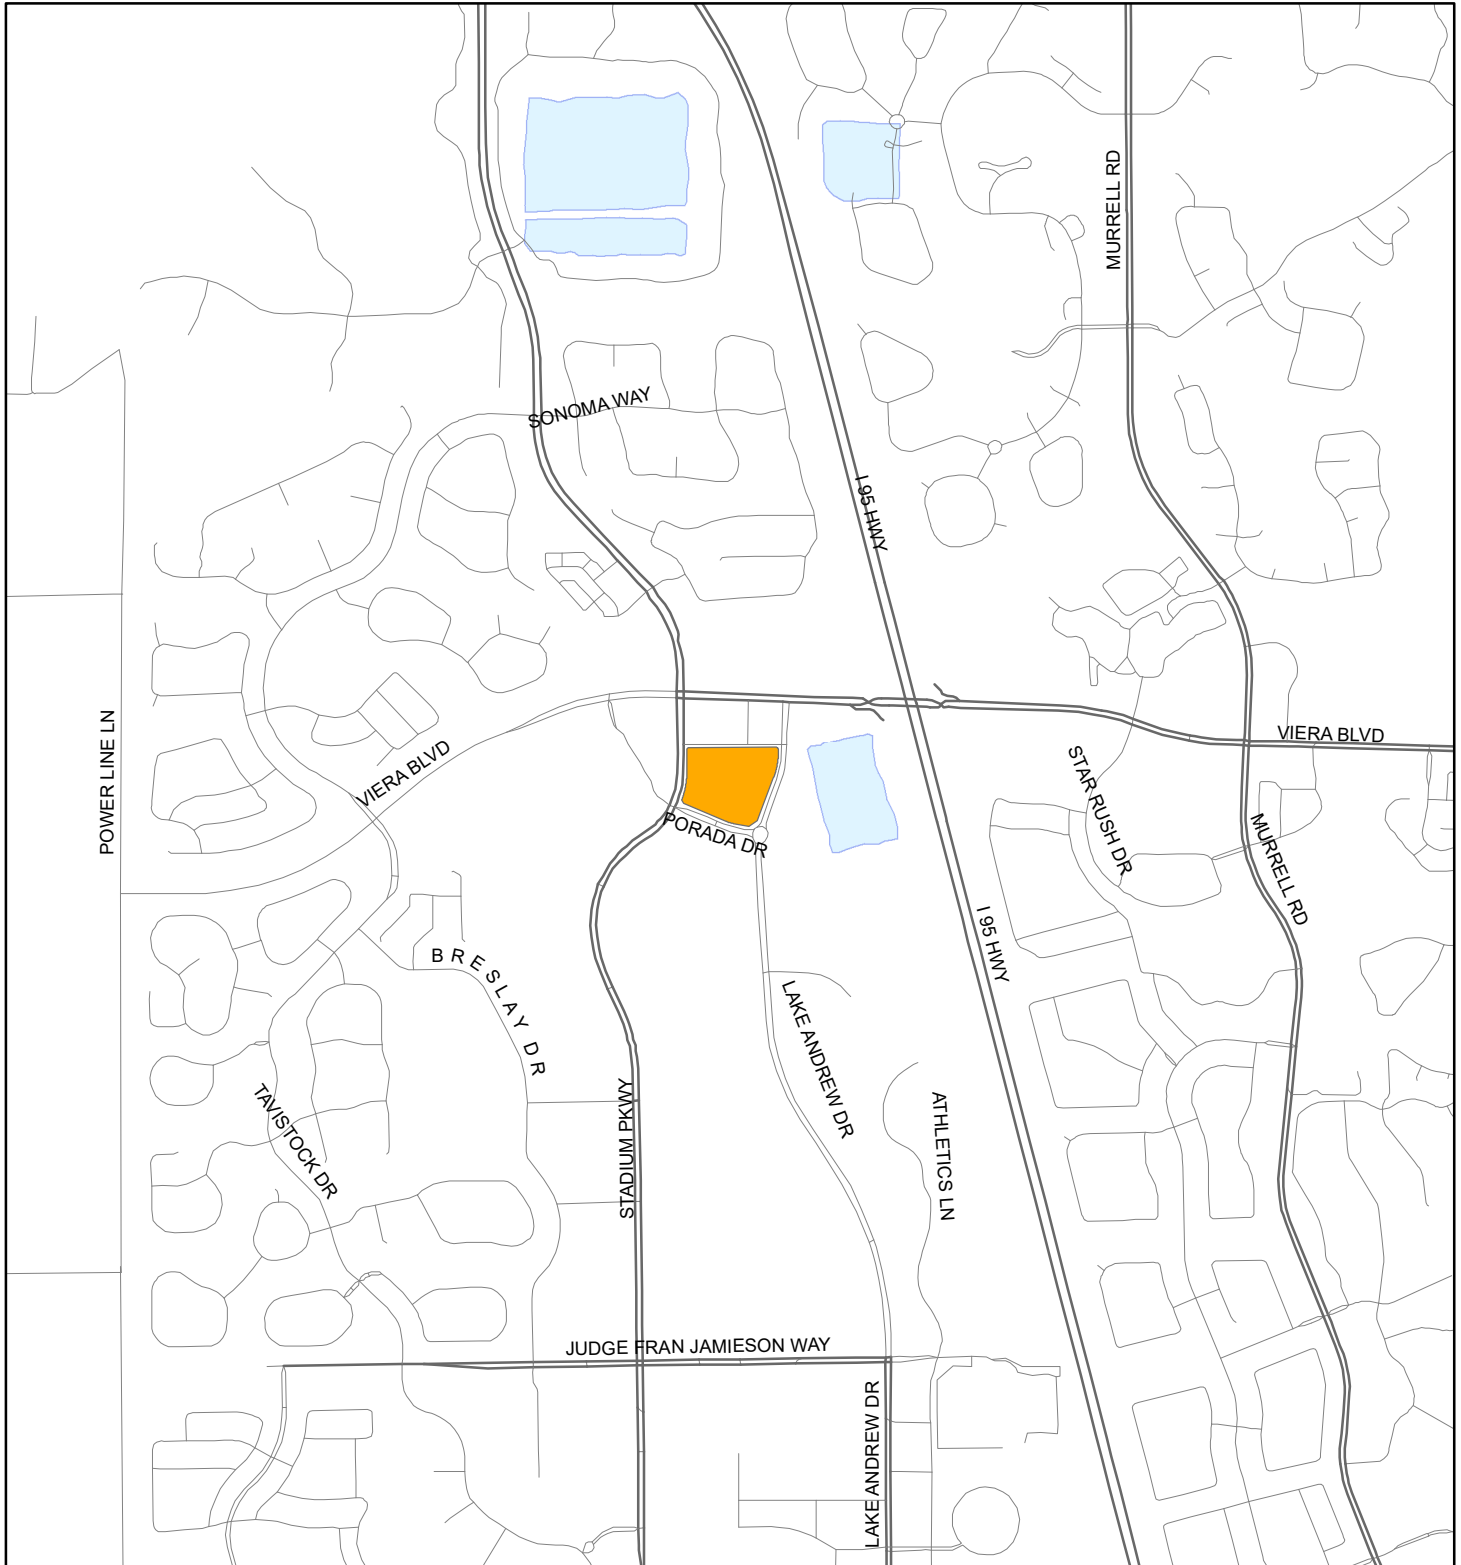 MURRELL RD
SONOMA WAY
I 95 HWY
POWER LINE LN
VIERA BLVD
VIERA BLVD
STAR RUSH DR
PORADA DR
MURRELL RD
I 95 HWY
BRESLAY DR
LAKE ANDREW DR
TAVISTOCK DR
STADIUM PKWY
ATHLETICS LN
JUDGE FRAN JAMIESON WAY
LAKE ANDREW DR